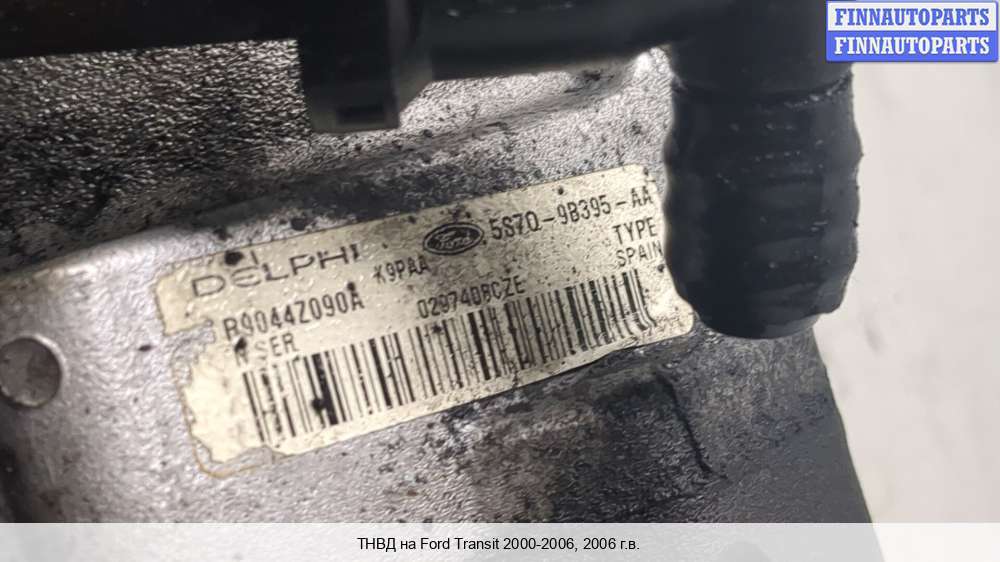 FINNAUTOPARTS
FINNAUTOPARTS
DELPHI K9PAA Ford 5S7Q-9B395-AA
TYPE
R9044Z090A SPAIN
N SER 029740BCZE
ТНВД на Ford Transit 2000-2006, 2006 г.в.